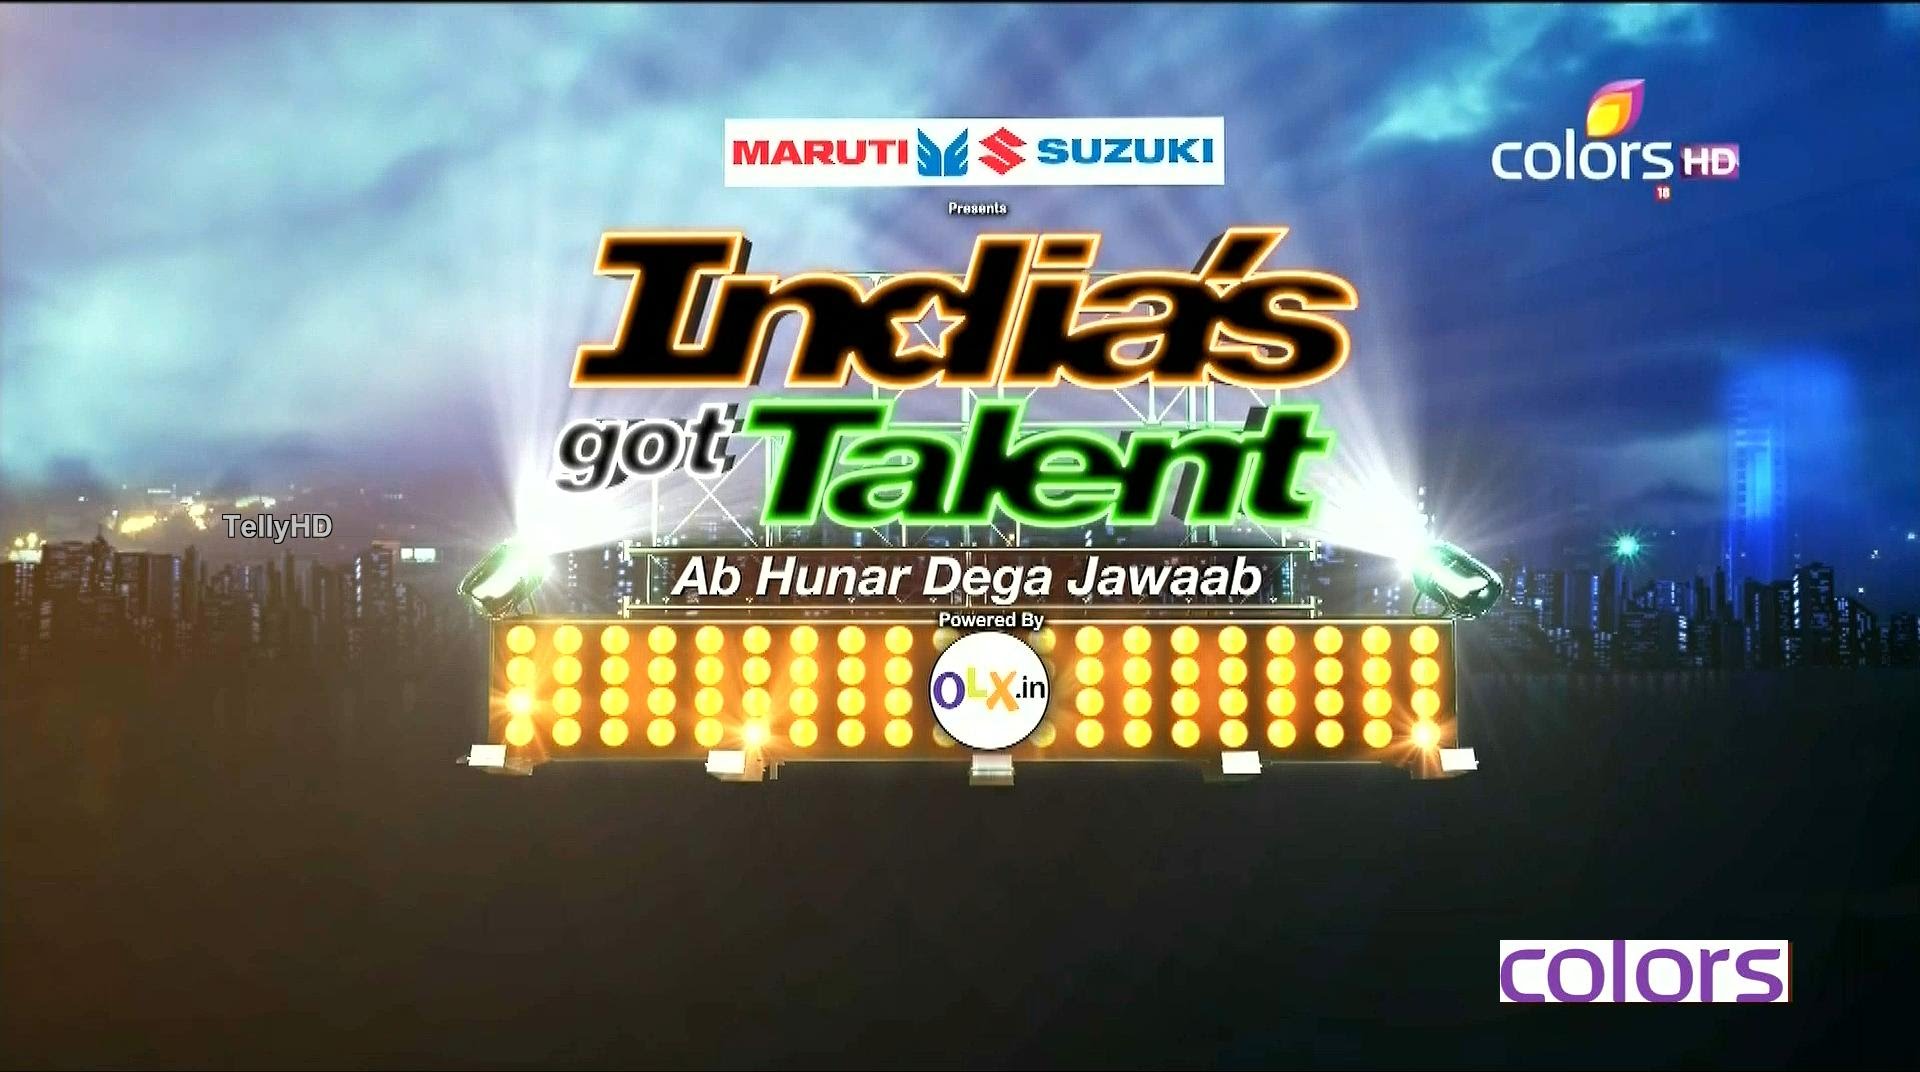 MARUTI SUZUKI
colors HD
18
Presents
India's
got Talent
TellyHD
Ab Hunar Dega Jawaab
Powered By
OLX.in
colors